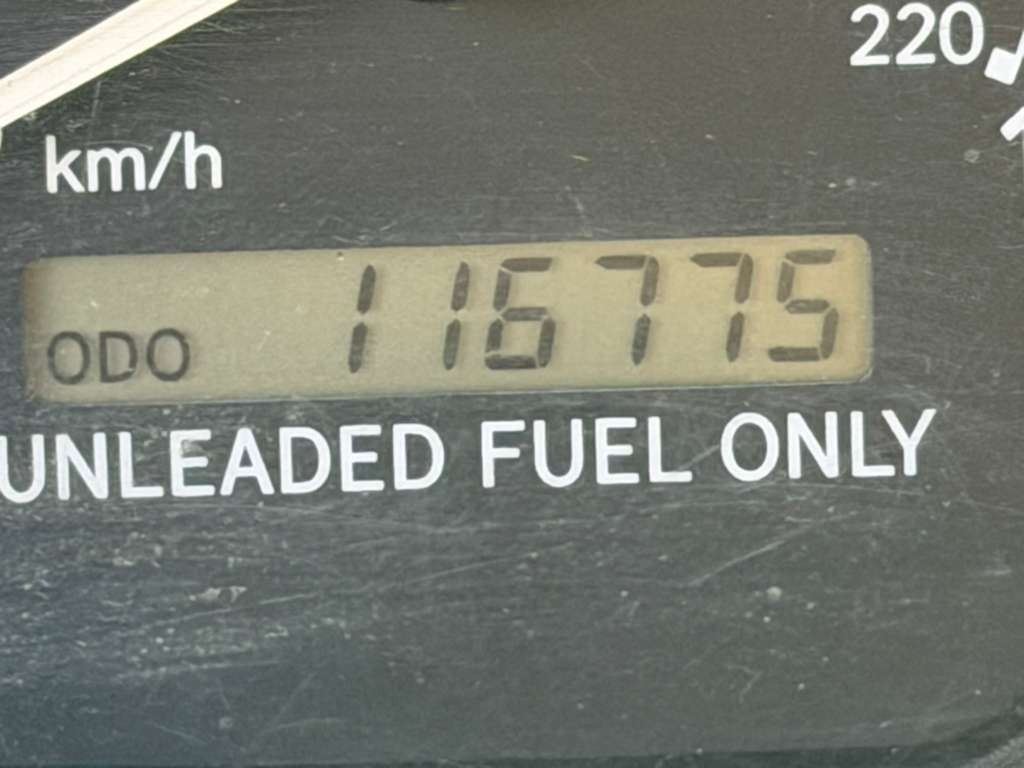 220
km/h
ODO 116775
UNLEADED FUEL ONLY